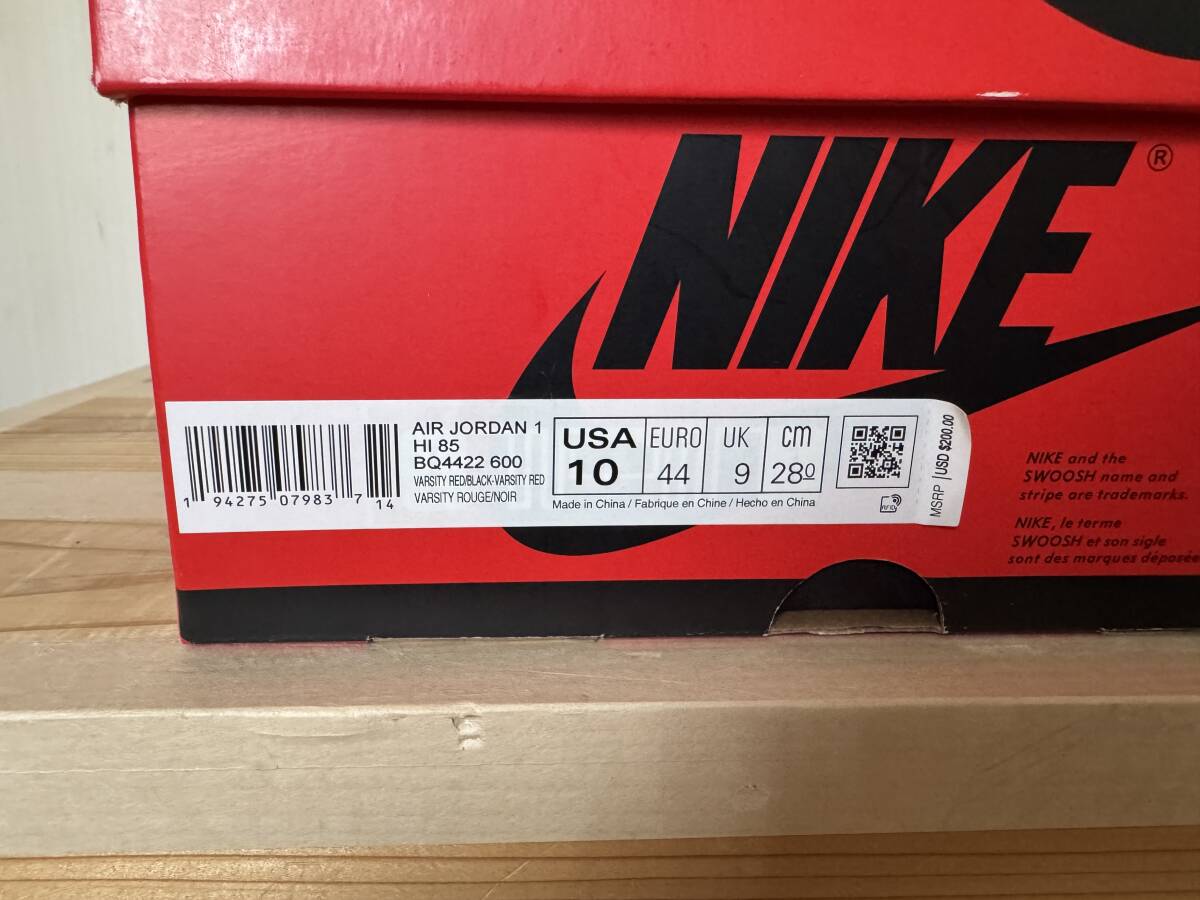 NIKE®
AIR JORDAN 1
HI 85
BQ4422 600
VARSITY RED/BLACK-VARSITY RED
VARSITY ROUGE/NOIR
1 94275 07983 7 14
USA EURO UK cm
10 44 9 28⁰
Made in China / Fabrique en Chine / Hecho en China
RFID
MSRP | USD $200.00
NIKE and the
SWOOSH name and
stripe are trademarks.
NIKE, le terme
SWOOSH et son sigle
sont des marques déposée